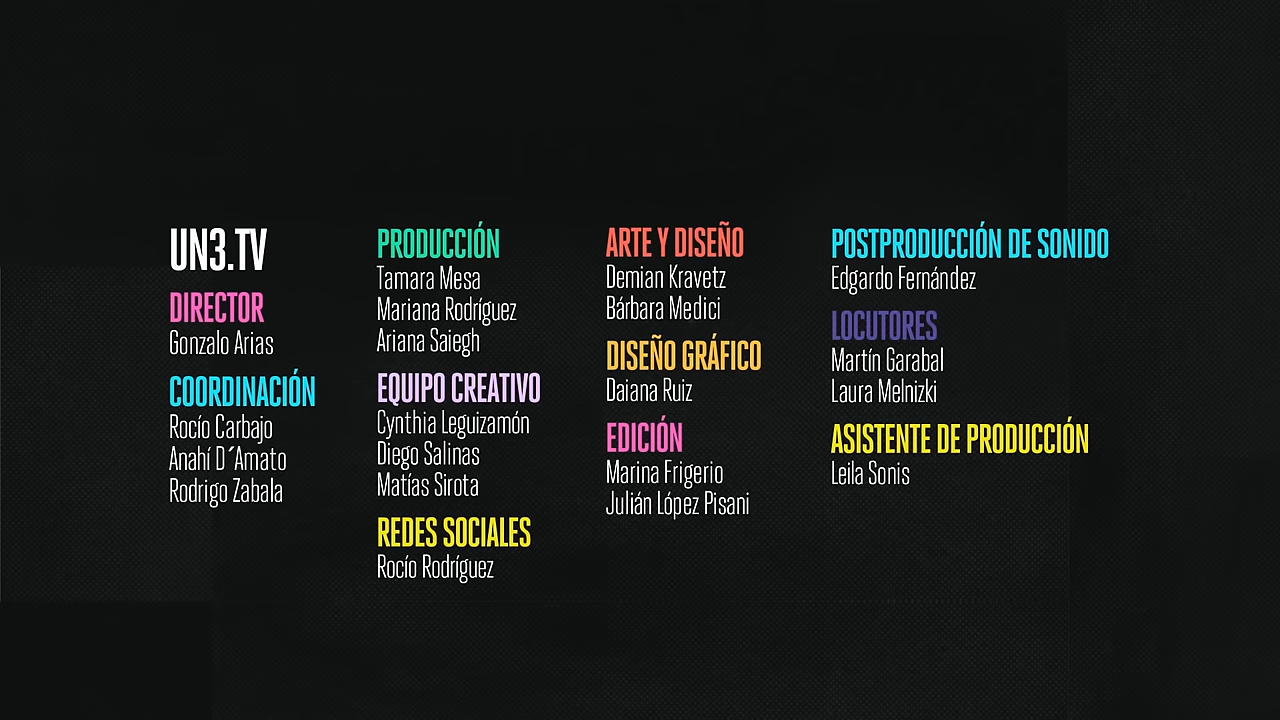 UN3.TV
DIRECTOR
Gonzalo Arias
COORDINACIÓN
Rocío Carbajo
Anahí D´Amato
Rodrigo Zabala
PRODUCCIÓN
Tamara Mesa
Mariana Rodríguez
Ariana Saiegh
EQUIPO CREATIVO
Cynthia Leguizamón
Diego Salinas
Matías Sirota
REDES SOCIALES
Rocío Rodríguez
ARTE Y DISEÑO
Demian Kravetz
Bárbara Medici
DISEÑO GRÁFICO
Daiana Ruiz
EDICIÓN
Marina Frigerio
Julián López Pisani
POSTPRODUCCIÓN DE SONIDO
Edgardo Fernández
LOCUTORES
Martín Garabal
Laura Melnizki
ASISTENTE DE PRODUCCIÓN
Leila Sonis